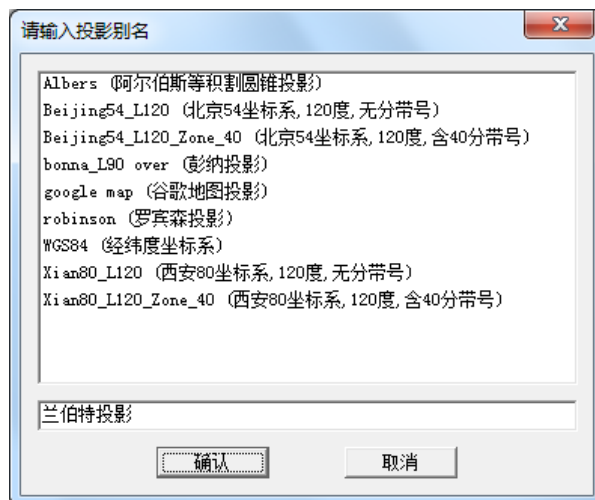 请输入投影别名
Albers (阿尔伯斯等积割圆锥投影)
Beijing54_L120 (北京54坐标系,120度,无分带号)
Beijing54_L120_Zone_40 (北京54坐标系,120度,含40分带号)
bonna_L90 over (彭纳投影)
google map (谷歌地图投影)
robinson (罗宾森投影)
WGS84 (经纬度坐标系)
Xian80_L120 (西安80坐标系,120度,无分带号)
Xian80_L120_Zone_40 (西安80坐标系,120度,含40分带号)
兰伯特投影
确认 取消